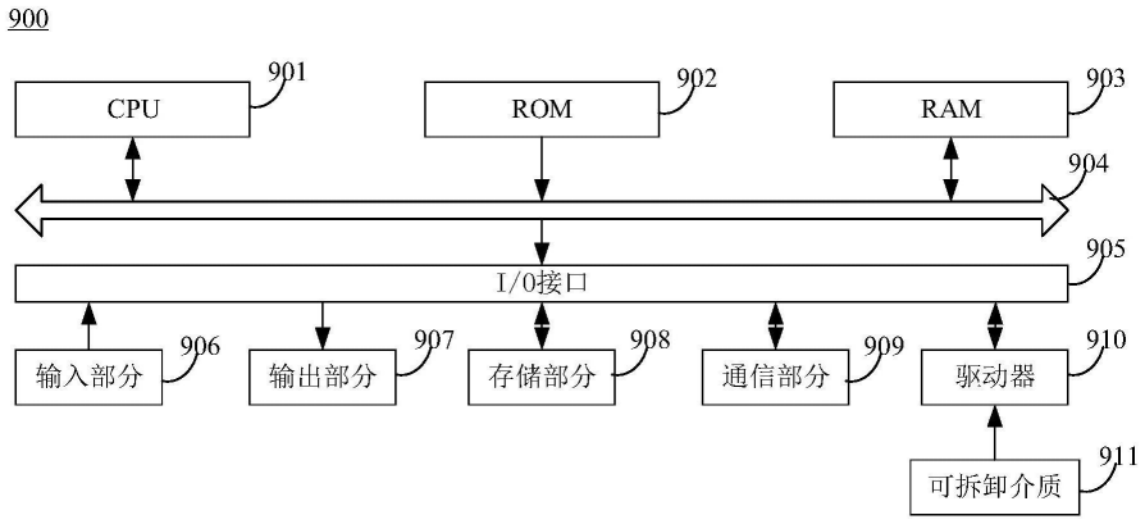 900
901
902
903
CPU
ROM
RAM
904
905
I/O接口
906
907
908
909
910
输入部分
输出部分
存储部分
通信部分
驱动器
911
可拆卸介质